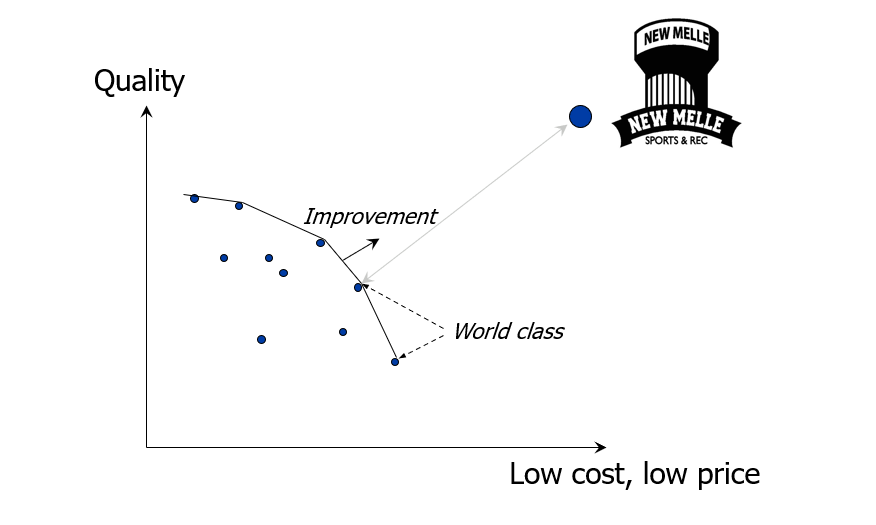 NEW MELLE
Quality
NEW MELLE
SPORTS & REC
Improvement
World class
Low cost, low price